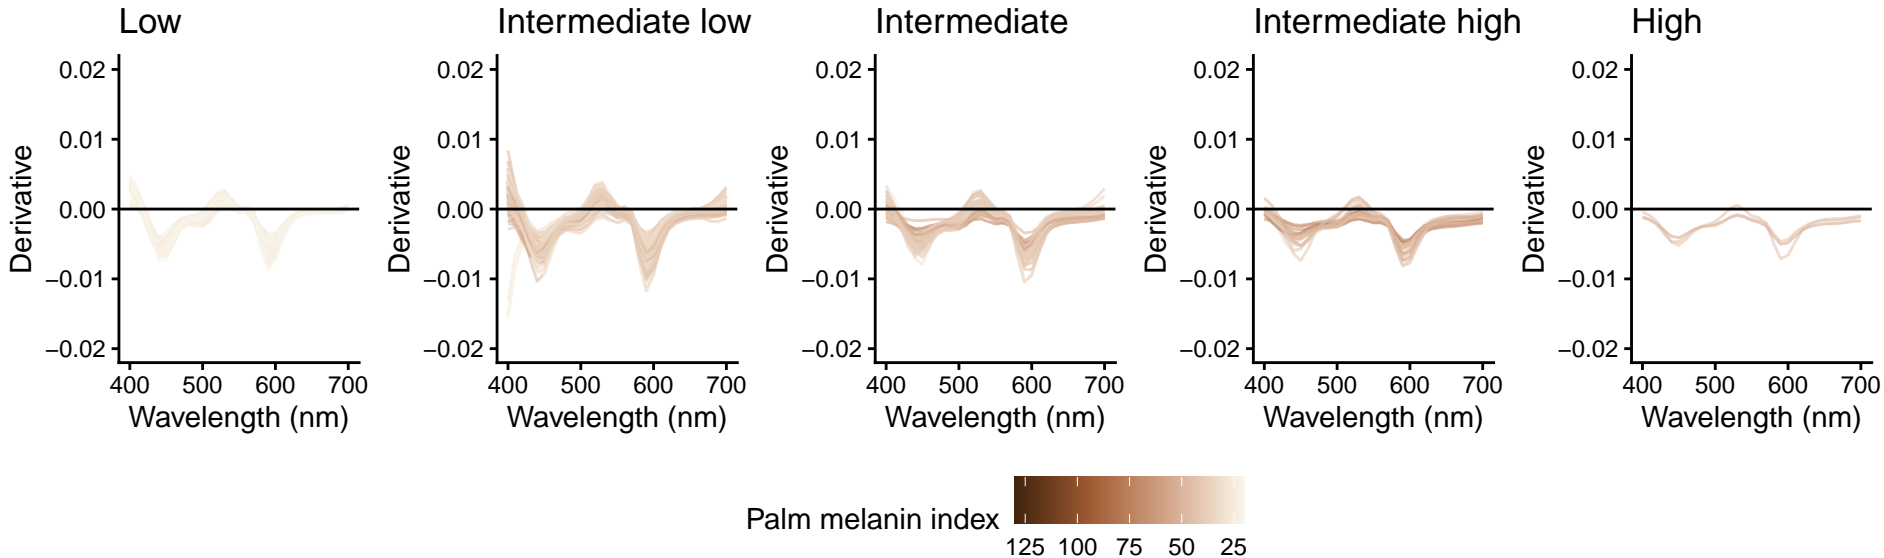 Low Intermediate low Intermediate Intermediate high High
0.02 0.02 0.02 0.02 0.02
0.01 0.01 0.01 0.01 0.01
0.00 0.00 0.00 0.00 0.00
−0.01 −0.01 −0.01 −0.01 −0.01
−0.02 −0.02 −0.02 −0.02 −0.02
Derivative Derivative Derivative Derivative Derivative
400 500 600 700 400 500 600 700 400 500 600 700 400 500 600 700 400 500 600 700
Wavelength (nm) Wavelength (nm) Wavelength (nm) Wavelength (nm) Wavelength (nm)
Palm melanin index
125 100 75 50 25